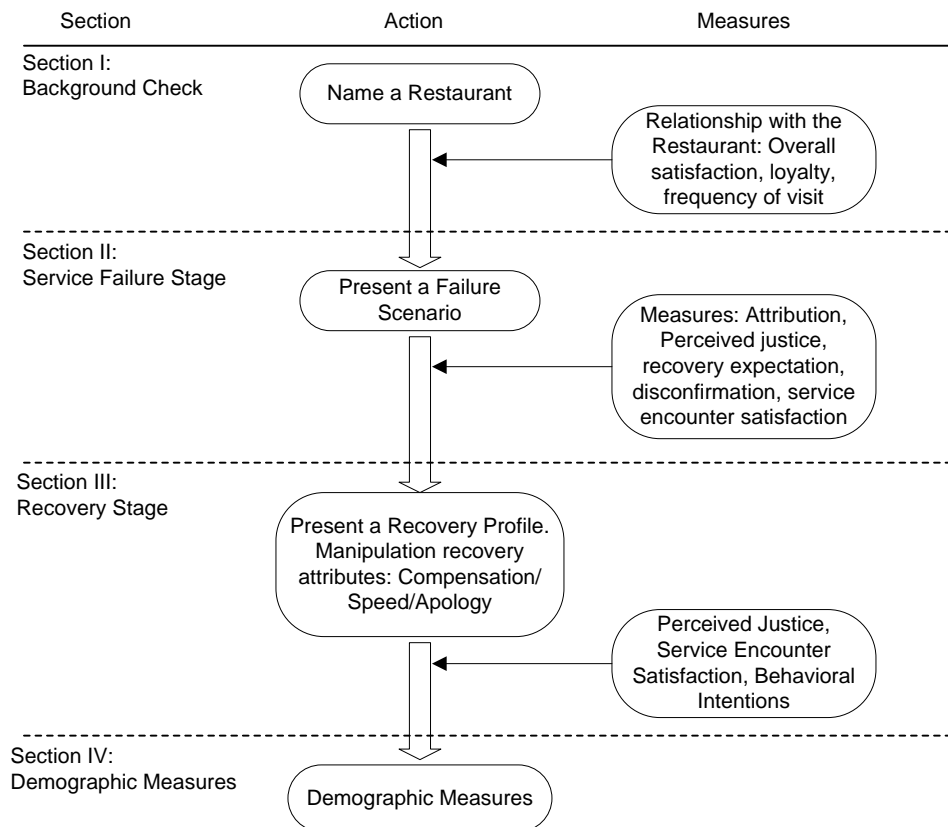 Section Action Measures
Section I:
Background Check
Name a Restaurant
Relationship with the
Restaurant: Overall
satisfaction, loyalty,
frequency of visit
Section II:
Service Failure Stage
Present a Failure
Scenario
Measures: Attribution,
Perceived justice,
recovery expectation,
disconfirmation, service
encounter satisfaction
Section III:
Recovery Stage
Present a Recovery Profile.
Manipulation recovery
attributes: Compensation/
Speed/Apology
Perceived Justice,
Service Encounter
Satisfaction, Behavioral
Intentions
Section IV:
Demographic Measures
Demographic Measures